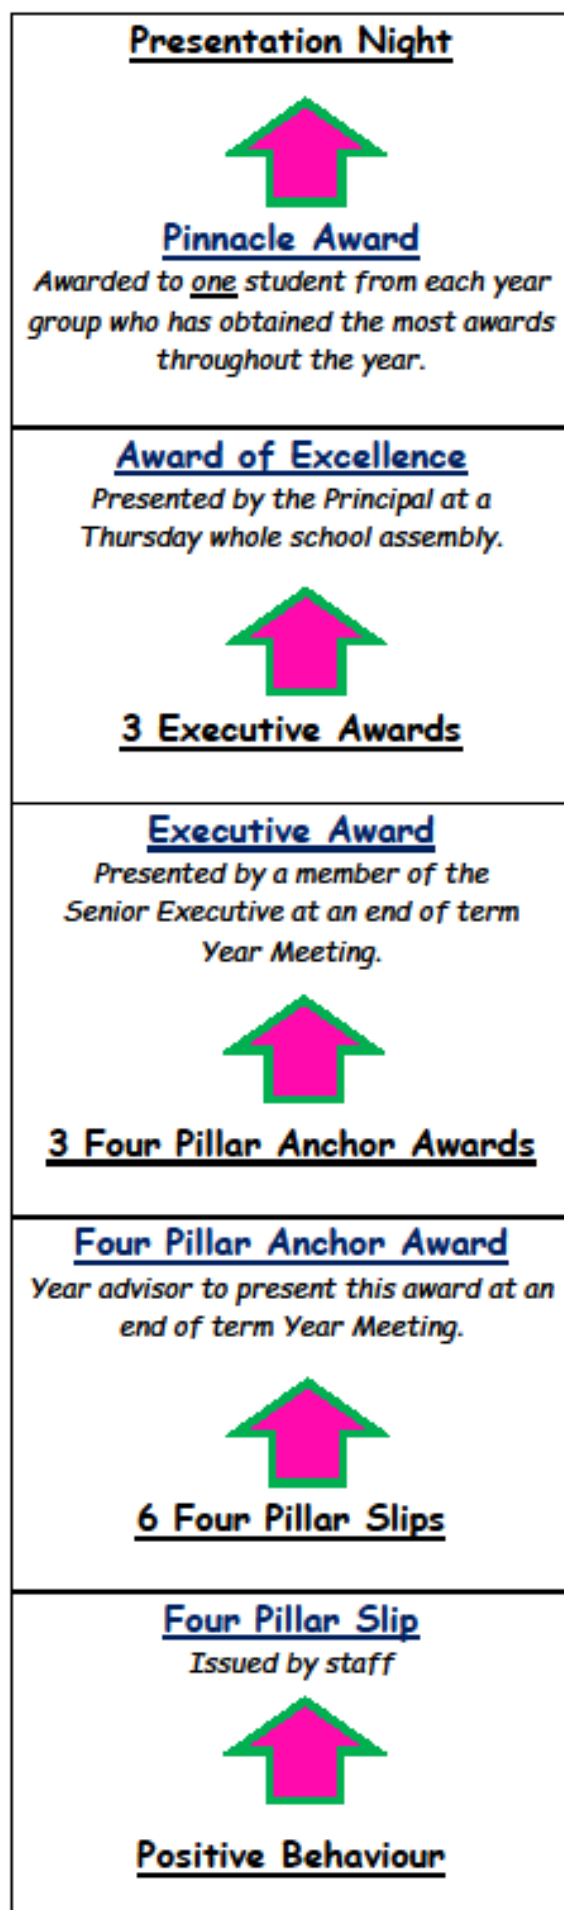 Presentation Night
Pinnacle Award
Awarded to one student from each year
group who has obtained the most awards
throughout the year.
Award of Excellence
Presented by the Principal at a
Thursday whole school assembly.
3 Executive Awards
Executive Award
Presented by a member of the
Senior Executive at an end of term
Year Meeting.
3 Four Pillar Anchor Awards
Four Pillar Anchor Award
Year advisor to present this award at an
end of term Year Meeting.
6 Four Pillar Slips
Four Pillar Slip
Issued by staff
Positive Behaviour